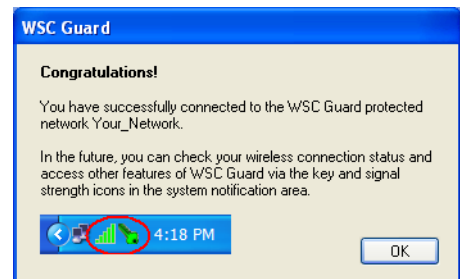 WSC Guard
Congratulations!
You have successfully connected to the WSC Guard protected
network Your_Network.
In the future, you can check your wireless connection status and
access other features of WSC Guard via the key and signal
strength icons in the system notification area.
4:18 PM
OK